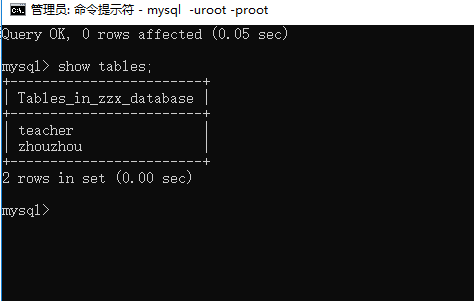 管理员: 命令提示符 - mysql  -uroot -proot
Query OK, 0 rows affected (0.05 sec)
mysql> show tables;
+------------------------+
| Tables_in_zzx_database |
+------------------------+
| teacher                |
| zhouzhou               |
+------------------------+
2 rows in set (0.00 sec)
mysql>